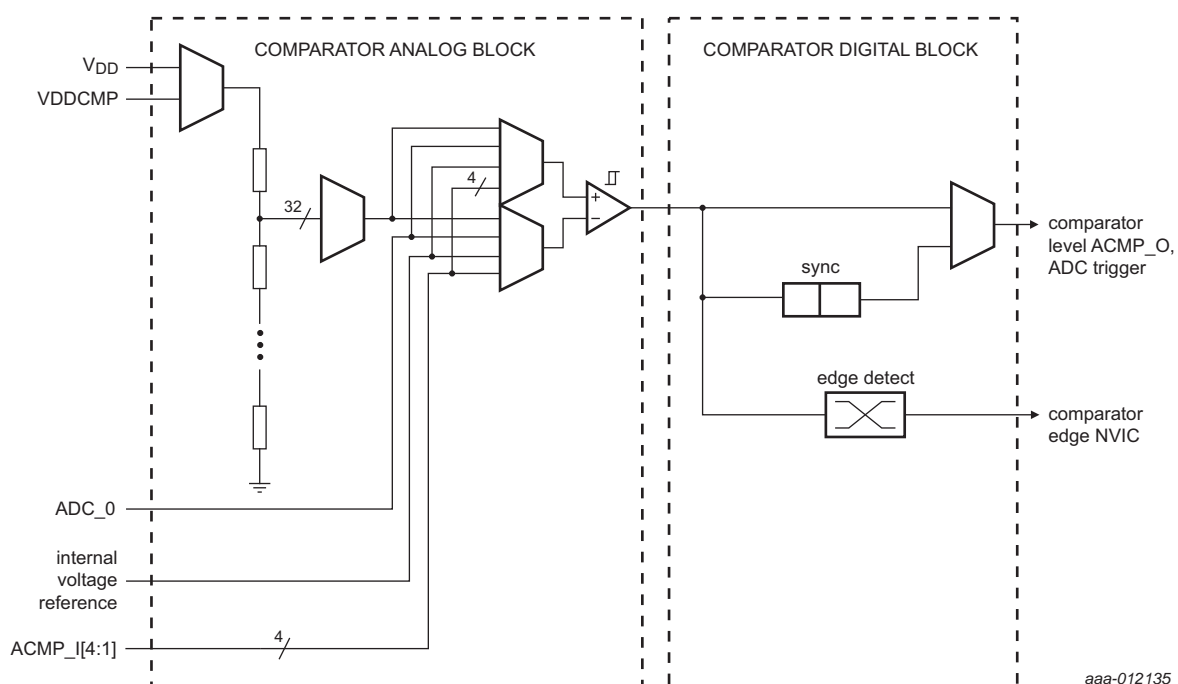 COMPARATOR ANALOG BLOCK
COMPARATOR DIGITAL BLOCK
VDD
VDDCMP
4
32
+
−
sync
comparator
level ACMP_O,
ADC trigger
edge detect
comparator
edge NVIC
ADC_0
internal
voltage
reference
ACMP_I[4:1]
4
aaa-012135